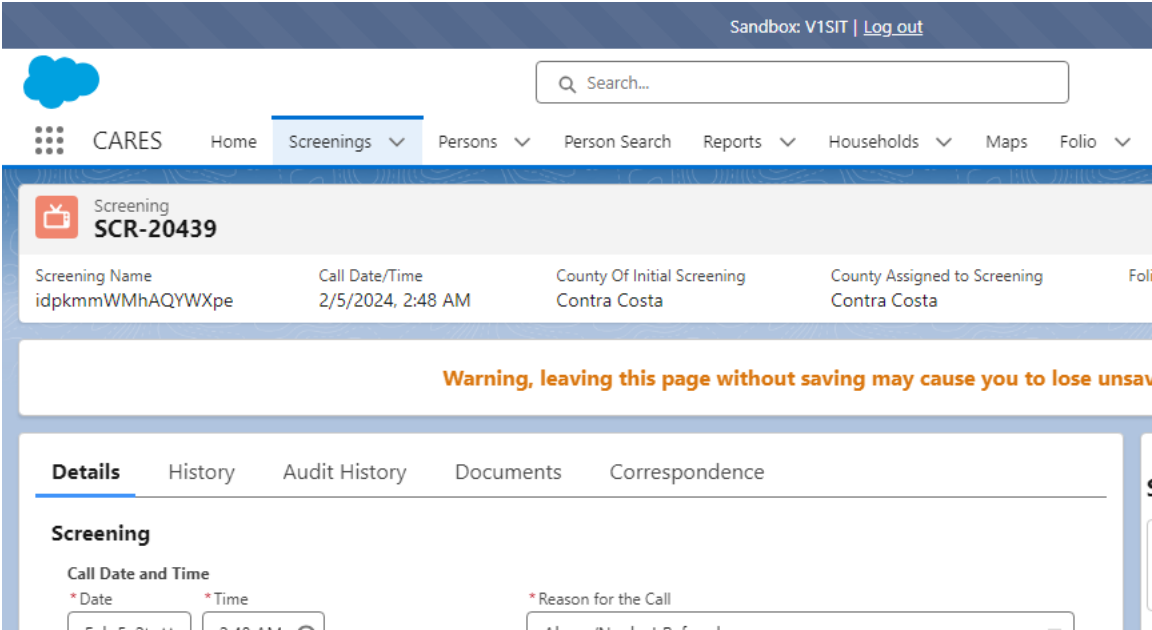 Sandbox: V1SIT | Log out
Search...
CARES Home Screenings Persons Person Search Reports Households Maps Folio
Screening
SCR-20439
Screening Name Call Date/Time County Of Initial Screening County Assigned to Screening
idpkmmWMhAQYWXpe 2/5/2024, 2:48 AM Contra Costa Contra Costa
Warning, leaving this page without saving may cause you to lose
Details History Audit History Documents Correspondence
Screening
Call Date and Time
*Date *Time *Reason for the Call